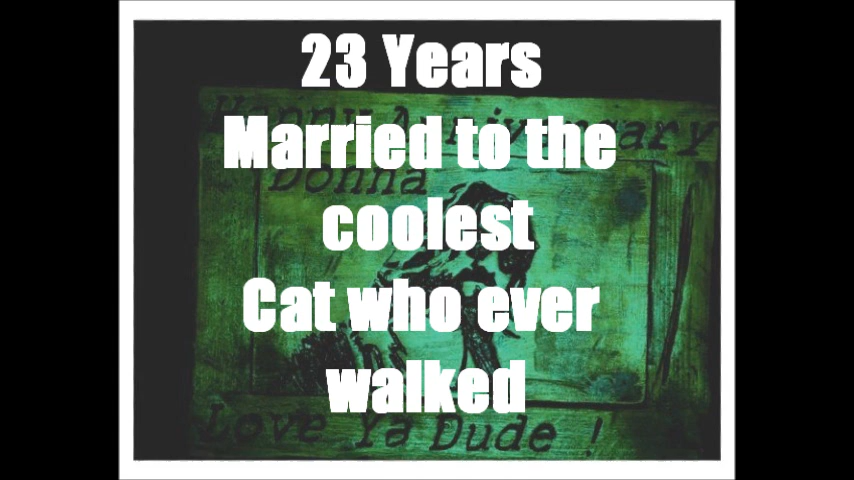 23 Years
Married to the
coolest
Cat who ever
walked
Happy Anniversary
Donna
Love Ya Dude !